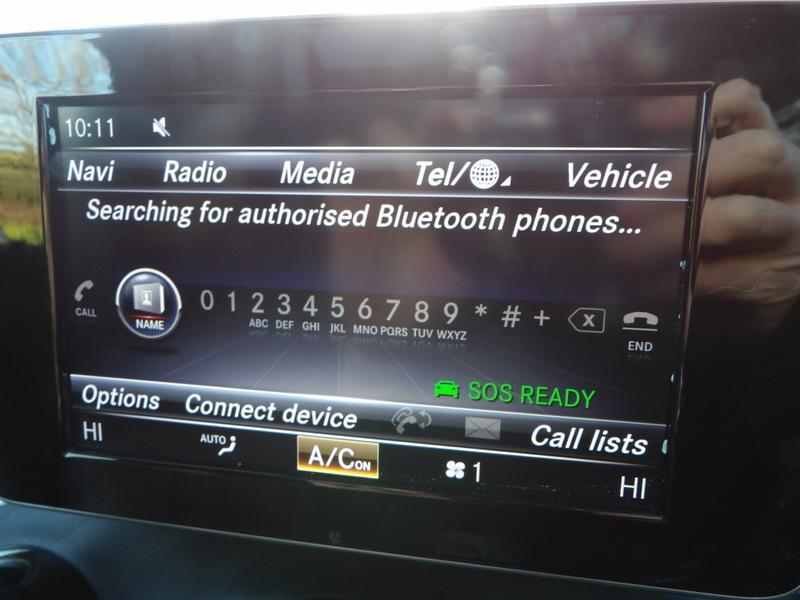 10:11
Navi Radio Media Tel/ Vehicle
Searching for authorised Bluetooth phones...
CALL NAME 0 1 2 3 4 5 6 7 8 9 * # + X END
ABC DEF GHI JKL MNO PQRS TUV WXYZ
SOS READY
Options Connect device Call lists
HI AUTO A/C ON 1 HI